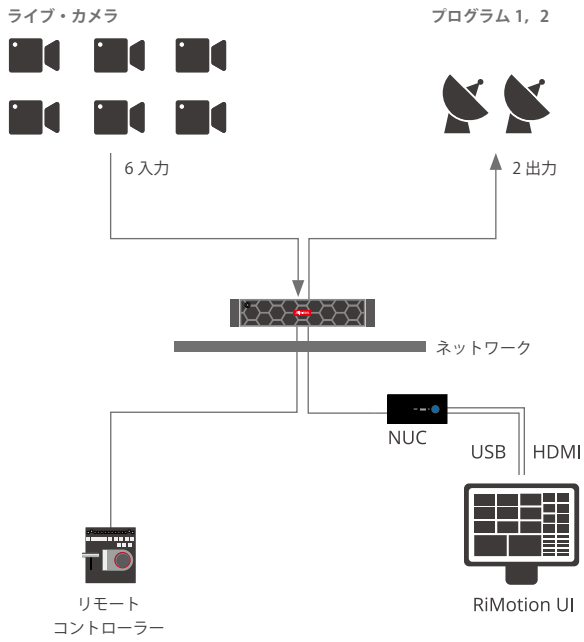 ライブ・カメラ
プログラム 1, 2
6 入力
2 出力
ネットワーク
NUC
USB
HDMI
リモート
コントローラー
RiMotion UI